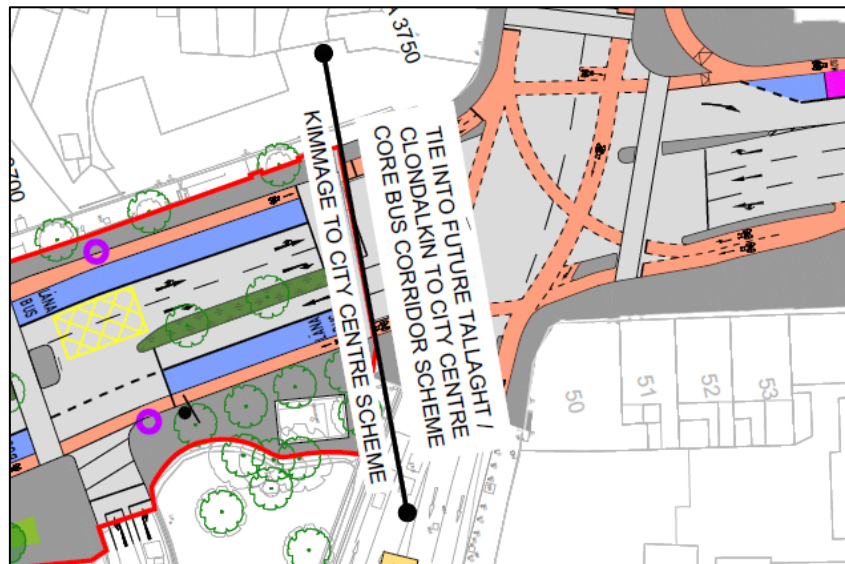 A 3750
3700
TIE INTO FUTURE TALLAGHT /
CLONDALKIN TO CITY CENTRE
CORE BUS CORRIDOR SCHEME
KIMMAGE TO CITY CENTRE SCHEME
LÁNA
BUS
50
51
52
53